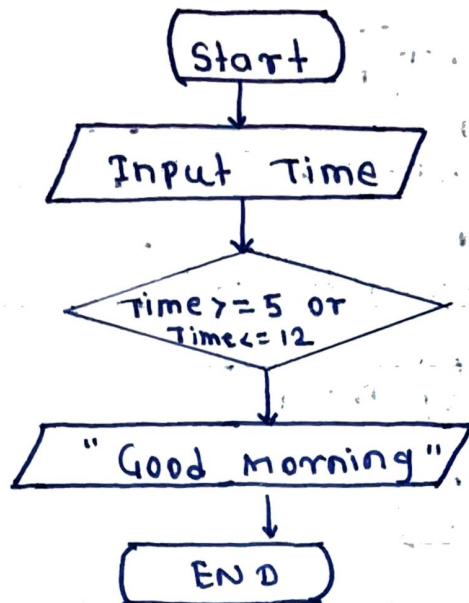 Start
Input Time
Time >= 5 or
Time <= 12
"Good Morning"
END